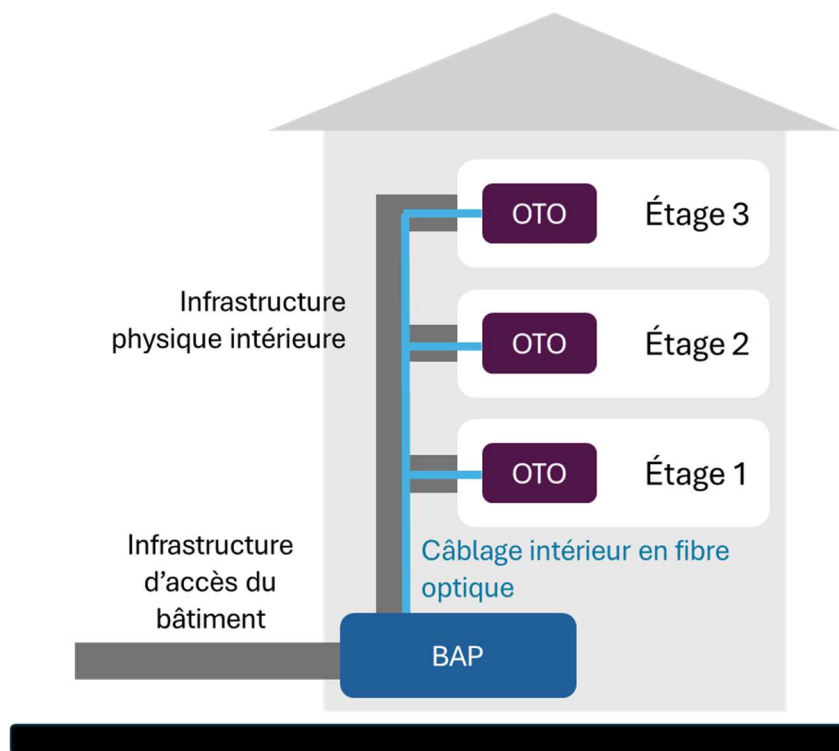 OTO
Étage 3
Infrastructure
physique intérieure
OTO
Étage 2
OTO
Étage 1
Infrastructure
d’accès du
bâtiment
Câblage intérieur en fibre
optique
BAP